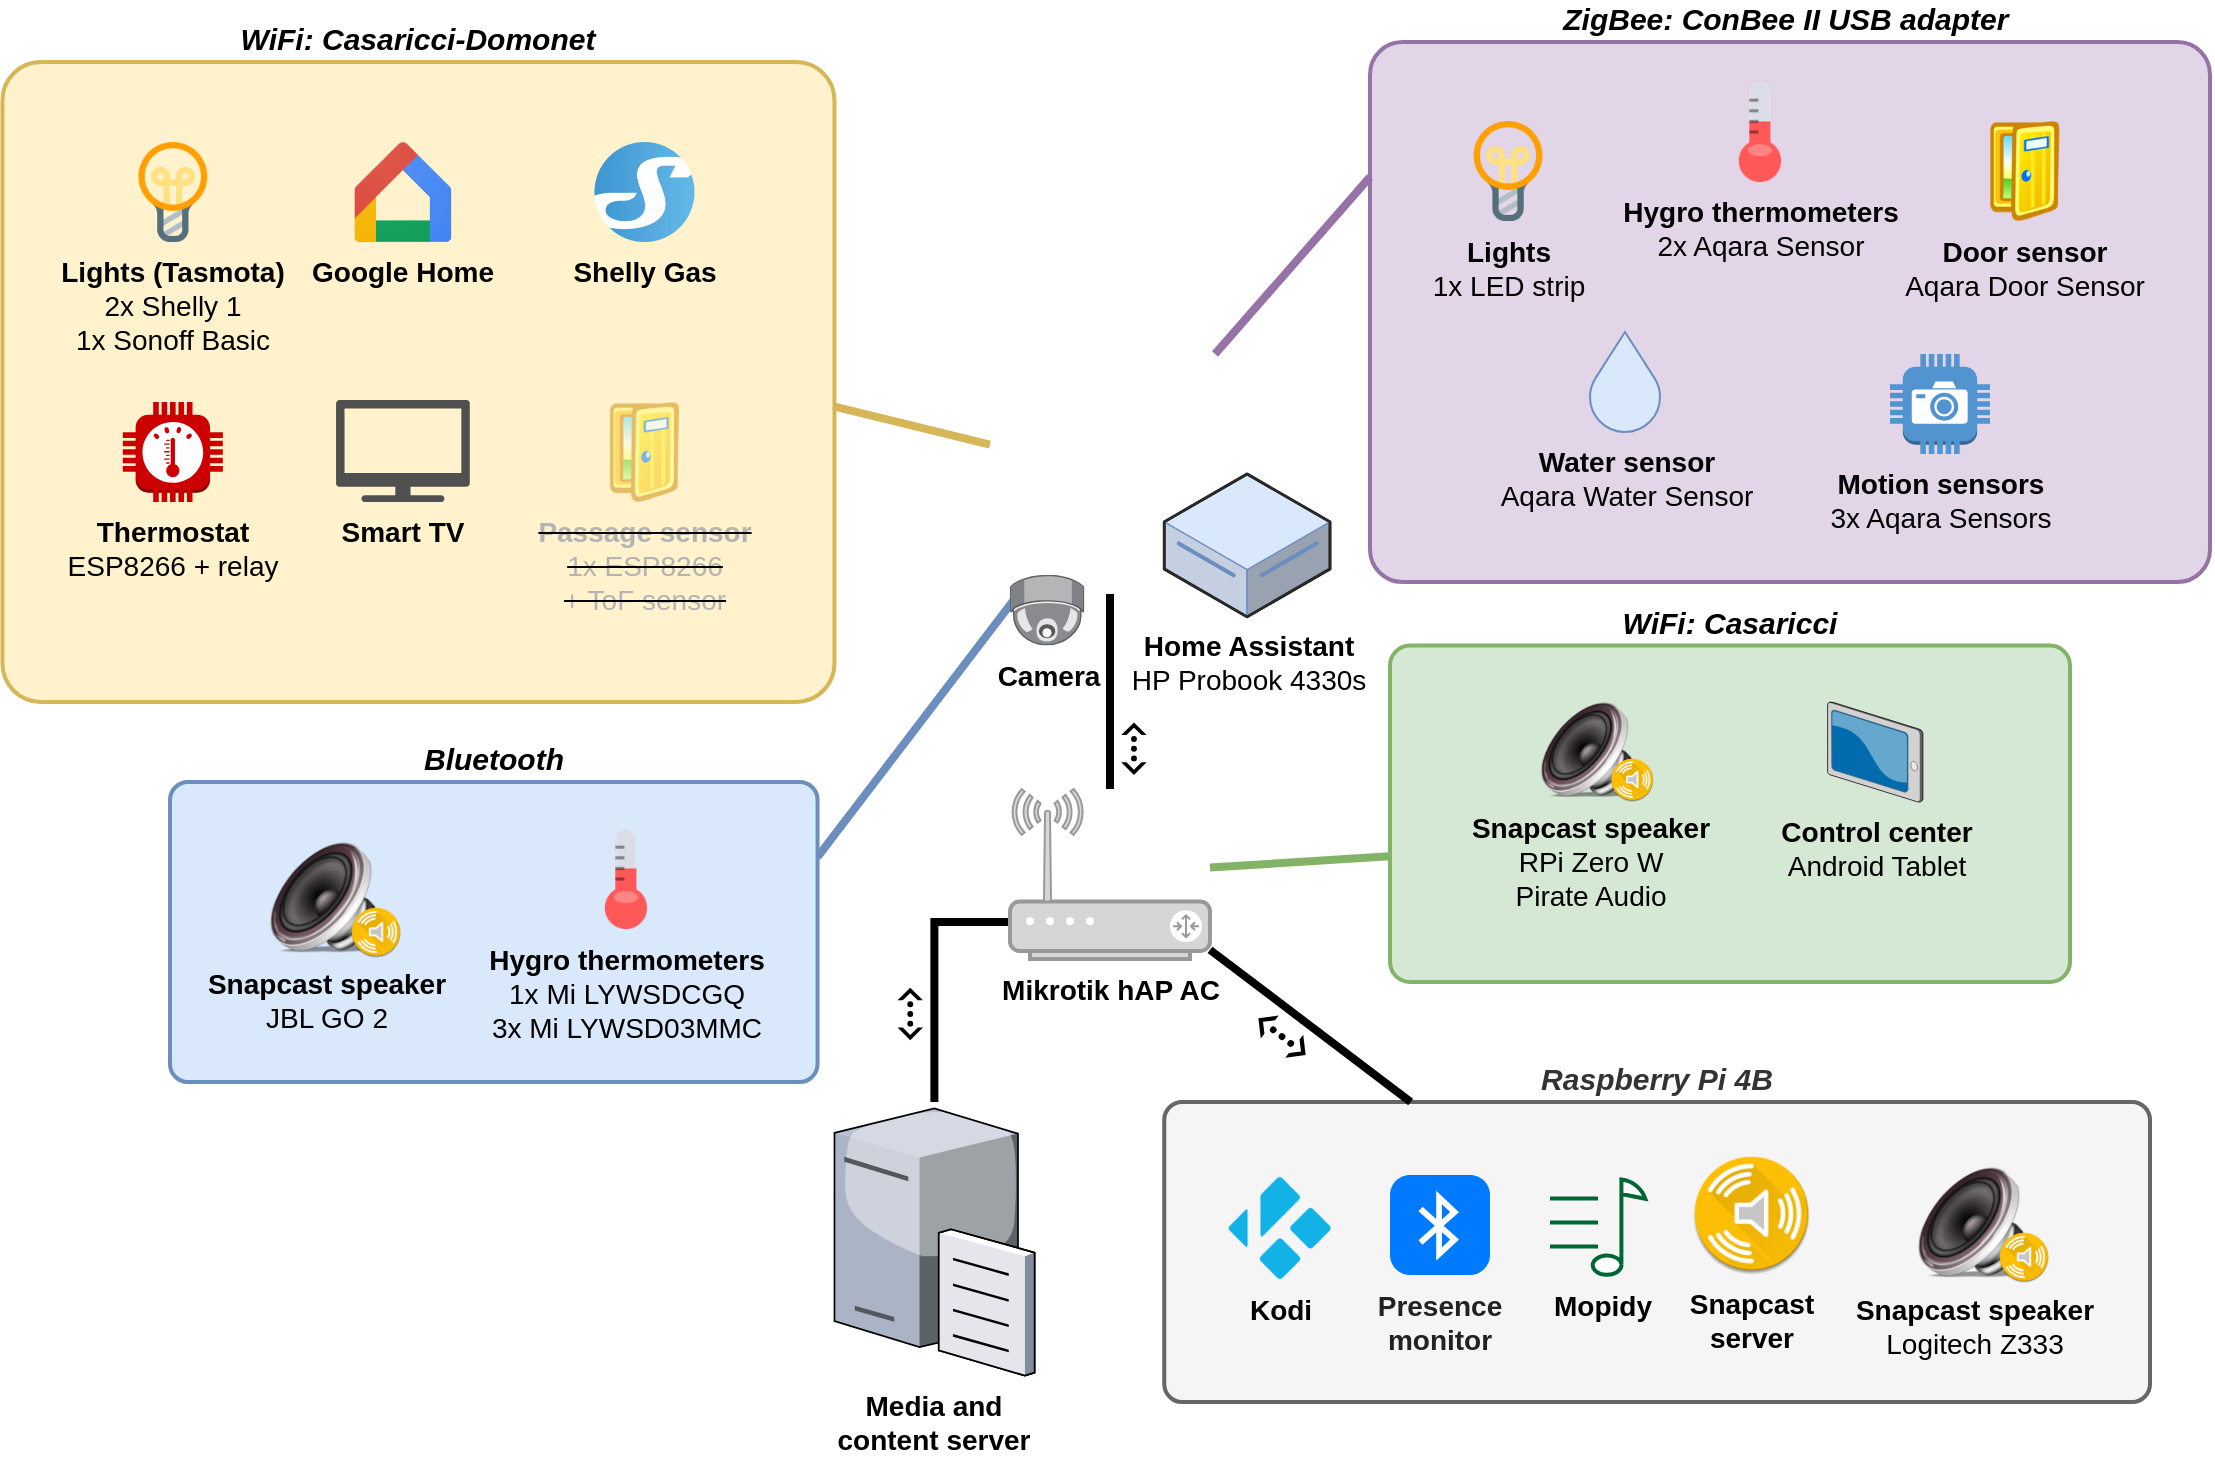 WiFi: Casaricci-Domonet
Lights (Tasmota)
2x Shelly 1
1x Sonoff Basic
Google Home
Shelly Gas
Thermostat
ESP8266 + relay
Smart TV
Passage sensor
1x ESP8266
+ ToF sensor
ZigBee: ConBee II USB adapter
Lights
1x LED strip
Hygro thermometers
2x Aqara Sensor
Door sensor
Aqara Door Sensor
Water sensor
Aqara Water Sensor
Motion sensors
3x Aqara Sensors
Camera
Home Assistant
HP Probook 4330s
WiFi: Casaricci
Snapcast speaker
RPi Zero W
Pirate Audio
Control center
Android Tablet
Bluetooth
Snapcast speaker
JBL GO 2
Hygro thermometers
1x Mi LYWSDCGQ
3x Mi LYWSD03MMC
Mikrotik hAP AC
Raspberry Pi 4B
Kodi
Presence
monitor
Mopidy
Snapcast
server
Snapcast speaker
Logitech Z333
Media and
content server